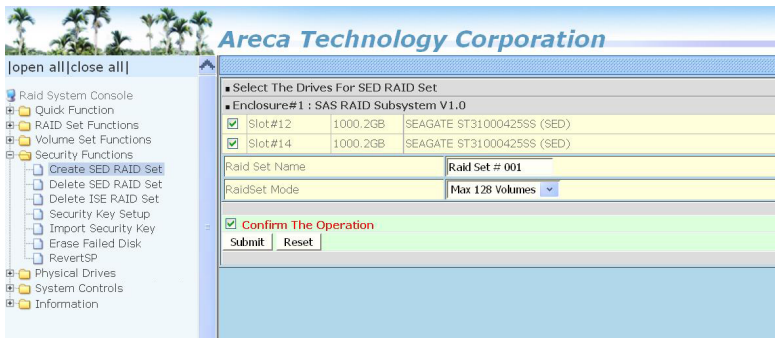 Areca Technology Corporation
|open all|close all|
Raid System Console
Quick Function
RAID Set Functions
Volume Set Functions
Security Functions
Create SED RAID Set
Delete SED RAID Set
Delete ISE RAID Set
Security Key Setup
Import Security Key
Erase Failed Disk
RevertSP
Physical Drives
System Controls
Information
Select The Drives For SED RAID Set
Enclosure#1 : SAS RAID Subsystem V1.0
Slot#12 1000.2GB SEAGATE ST31000425SS (SED)
Slot#14 1000.2GB SEAGATE ST31000425SS (SED)
Raid Set Name Raid Set # 001
RaidSet Mode Max 128 Volumes
Confirm The Operation
Submit Reset